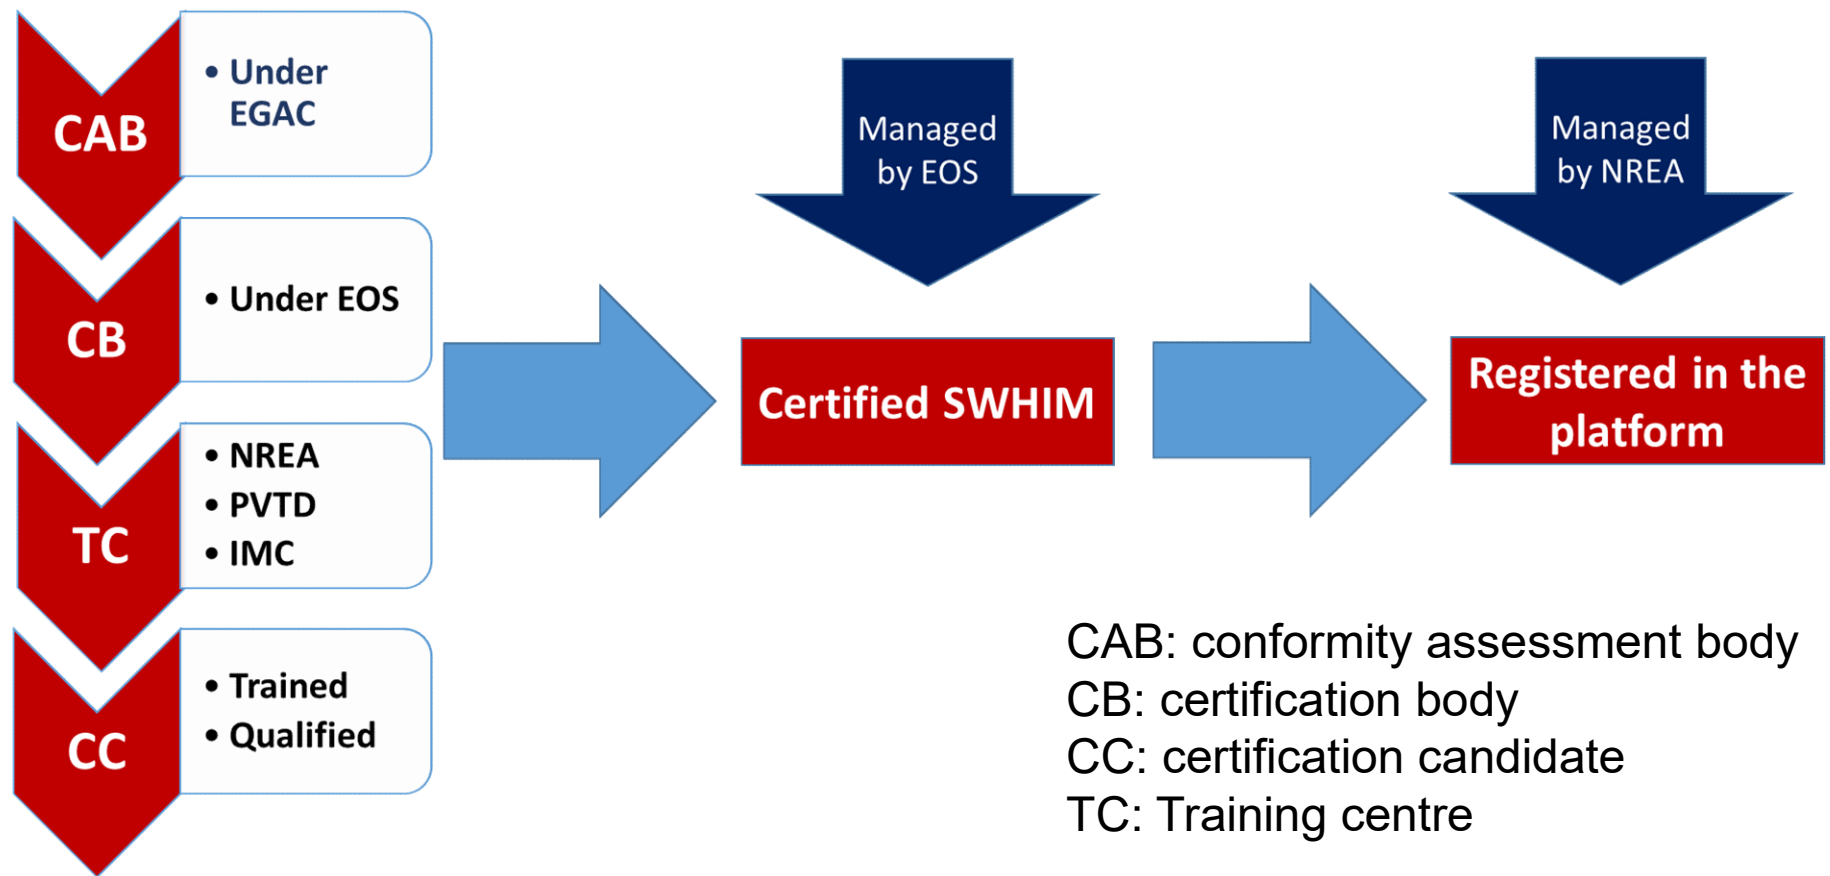 CAB
• Under
EGAC
CB
• Under EOS
TC
• NREA
• PVTD
• IMC
CC
• Trained
• Qualified
Managed
by EOS
Certified SWHIM
Managed
by NREA
Registered in the
platform
CAB: conformity assessment body
CB: certification body
CC: certification candidate
TC: Training centre